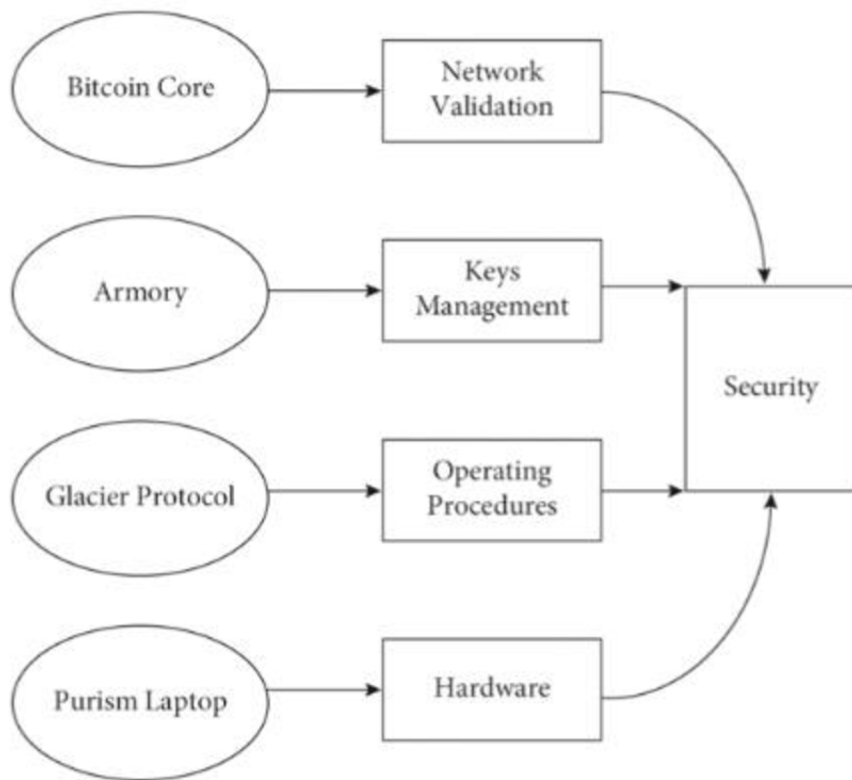 Bitcoin Core
Network
Validation
Armory
Keys
Management
Security
Glacier Protocol
Operating
Procedures
Purism Laptop
Hardware